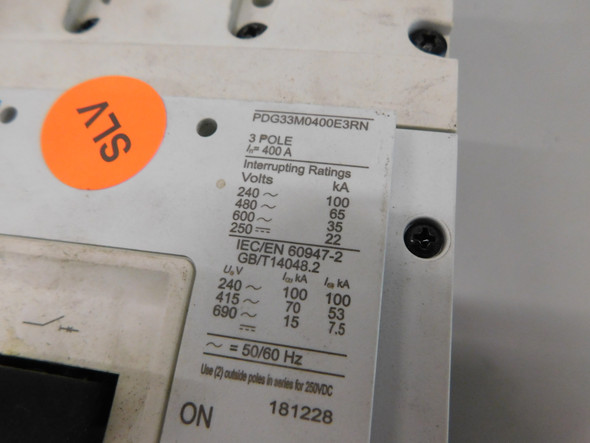 SLV
PDG33M0400E3RN
3 POLE
In= 400 A
Interrupting Ratings
Volts kA
240 ~ 100
480 ~ 65
600 ~ 35
250 ⎓ 22
IEC/EN 60947-2
GB/T14048.2
Ue V Icu kA Ics kA
240 ~ 100 100
415 ~ 70 53
690 ~ 15 7.5
⎓
~ = 50/60 Hz
Use (2) outside poles in series for 250VDC
ON 181228